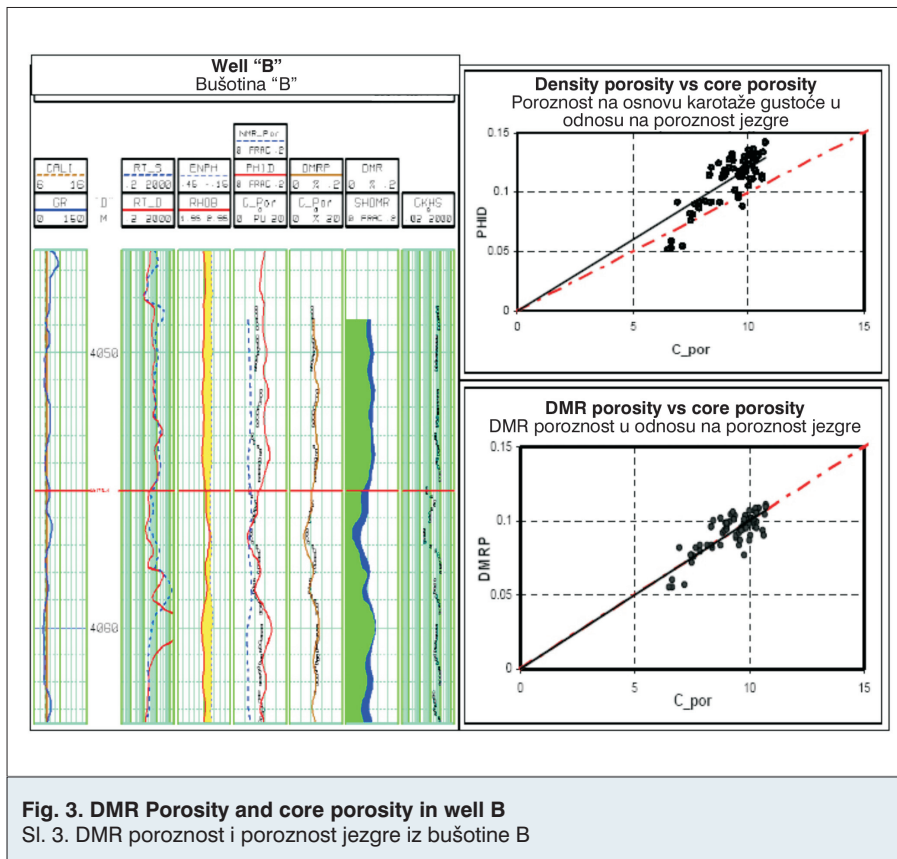 Well “B”
Bušotina “B”
NMR_Por
0 FRAC .2
CALI
6 16
RT_S
.2 2000
ENPH
.45 -.15
PHID
0 FRAC .2
DMRP
0 % .2
DMR
0 % .2
GR
0 150
"D"
M
RT_D
.2 2000
RHOB
1.95 2.95
C_Por
0 PU 20
C_Por
0 % 20
SHDMR
0 FRAC .2
CKHS
.02 2000
4050
4060
Density porosity vs core porosity
Poroznost na osnovu karotaže gustoće u
odnosu na poroznost jezgre
0.15
0.1
0.05
0
PHID
0 5 10 15
C_por
DMR porosity vs core porosity
DMR poroznost u odnosu na poroznost jezgre
0.15
0.1
0.05
0
DMRP
0 5 10 15
C_por
Fig. 3. DMR Porosity and core porosity in well B
Sl. 3. DMR poroznost i poroznost jezgre iz bušotine B